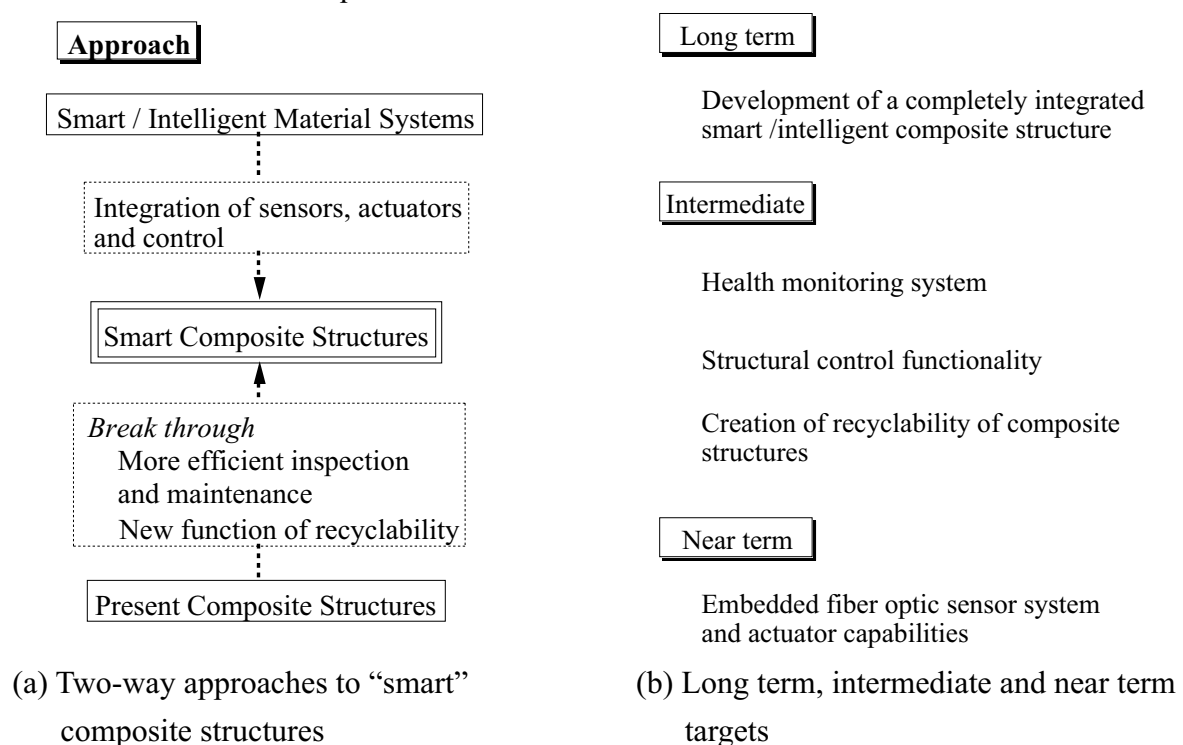 Approach
Smart / Intelligent Material Systems
Integration of sensors, actuators
and control
Smart Composite Structures
Break through
More efficient inspection
and maintenance
New function of recyclability
Present Composite Structures
(a) Two-way approaches to “smart”
composite structures
Long term
Development of a completely integrated
smart /intelligent composite structure
Intermediate
Health monitoring system
Structural control functionality
Creation of recyclability of composite
structures
Near term
Embedded fiber optic sensor system
and actuator capabilities
(b) Long term, intermediate and near term
targets